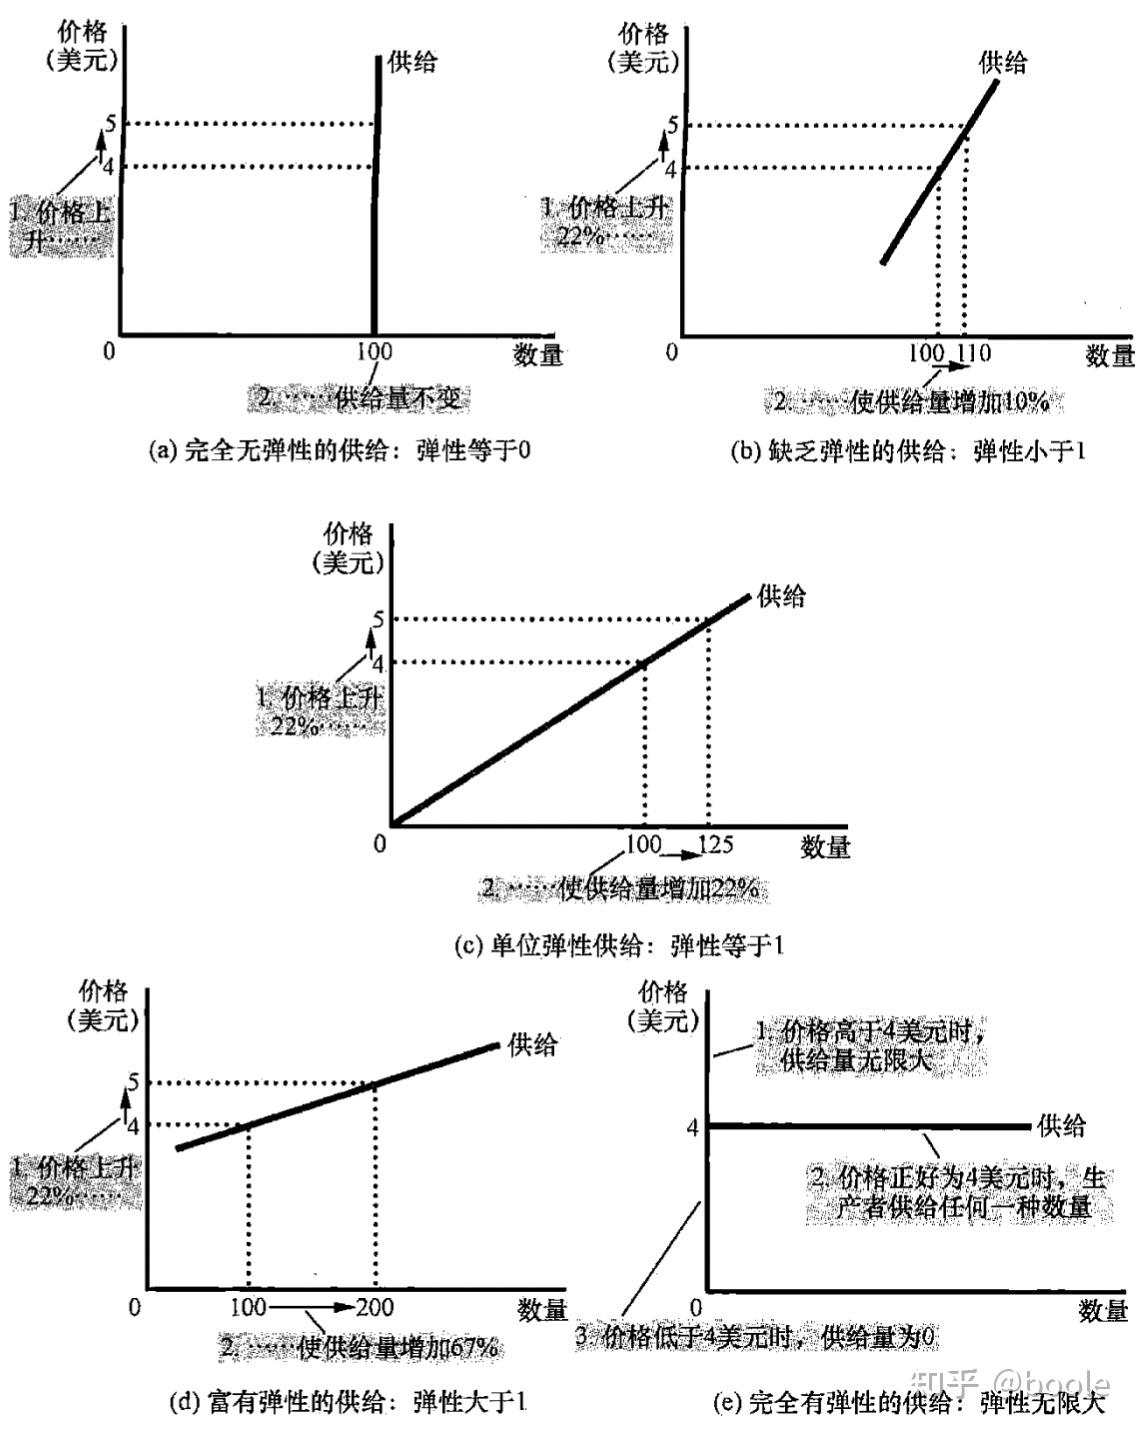 价格
(美元)
供给
5
4
1. 价格上
升……
0
100
数量
2. ……供给量不变
(a) 完全无弹性的供给：弹性等于0
价格
(美元)
供给
5
4
1. 价格上升
22%……
0
100
110
数量
2. ……使供给量增加10%
(b) 缺乏弹性的供给：弹性小于1
价格
(美元)
供给
5
4
1. 价格上升
22%……
0
100
125
数量
2. ……使供给量增加22%
(c) 单位弹性供给：弹性等于1
价格
(美元)
供给
5
4
1. 价格上升
22%……
0
100
200
数量
2. ……使供给量增加67%
(d) 富有弹性的供给：弹性大于1
价格
(美元)
1. 价格高于4美元时，
供给量无限大
4
供给
2. 价格正好为4美元时，生
产者供给任何一种数量
0
数量
3. 价格低于4美元时，供给量为0
(e) 完全有弹性的供给：弹性无限大
知乎 @boole